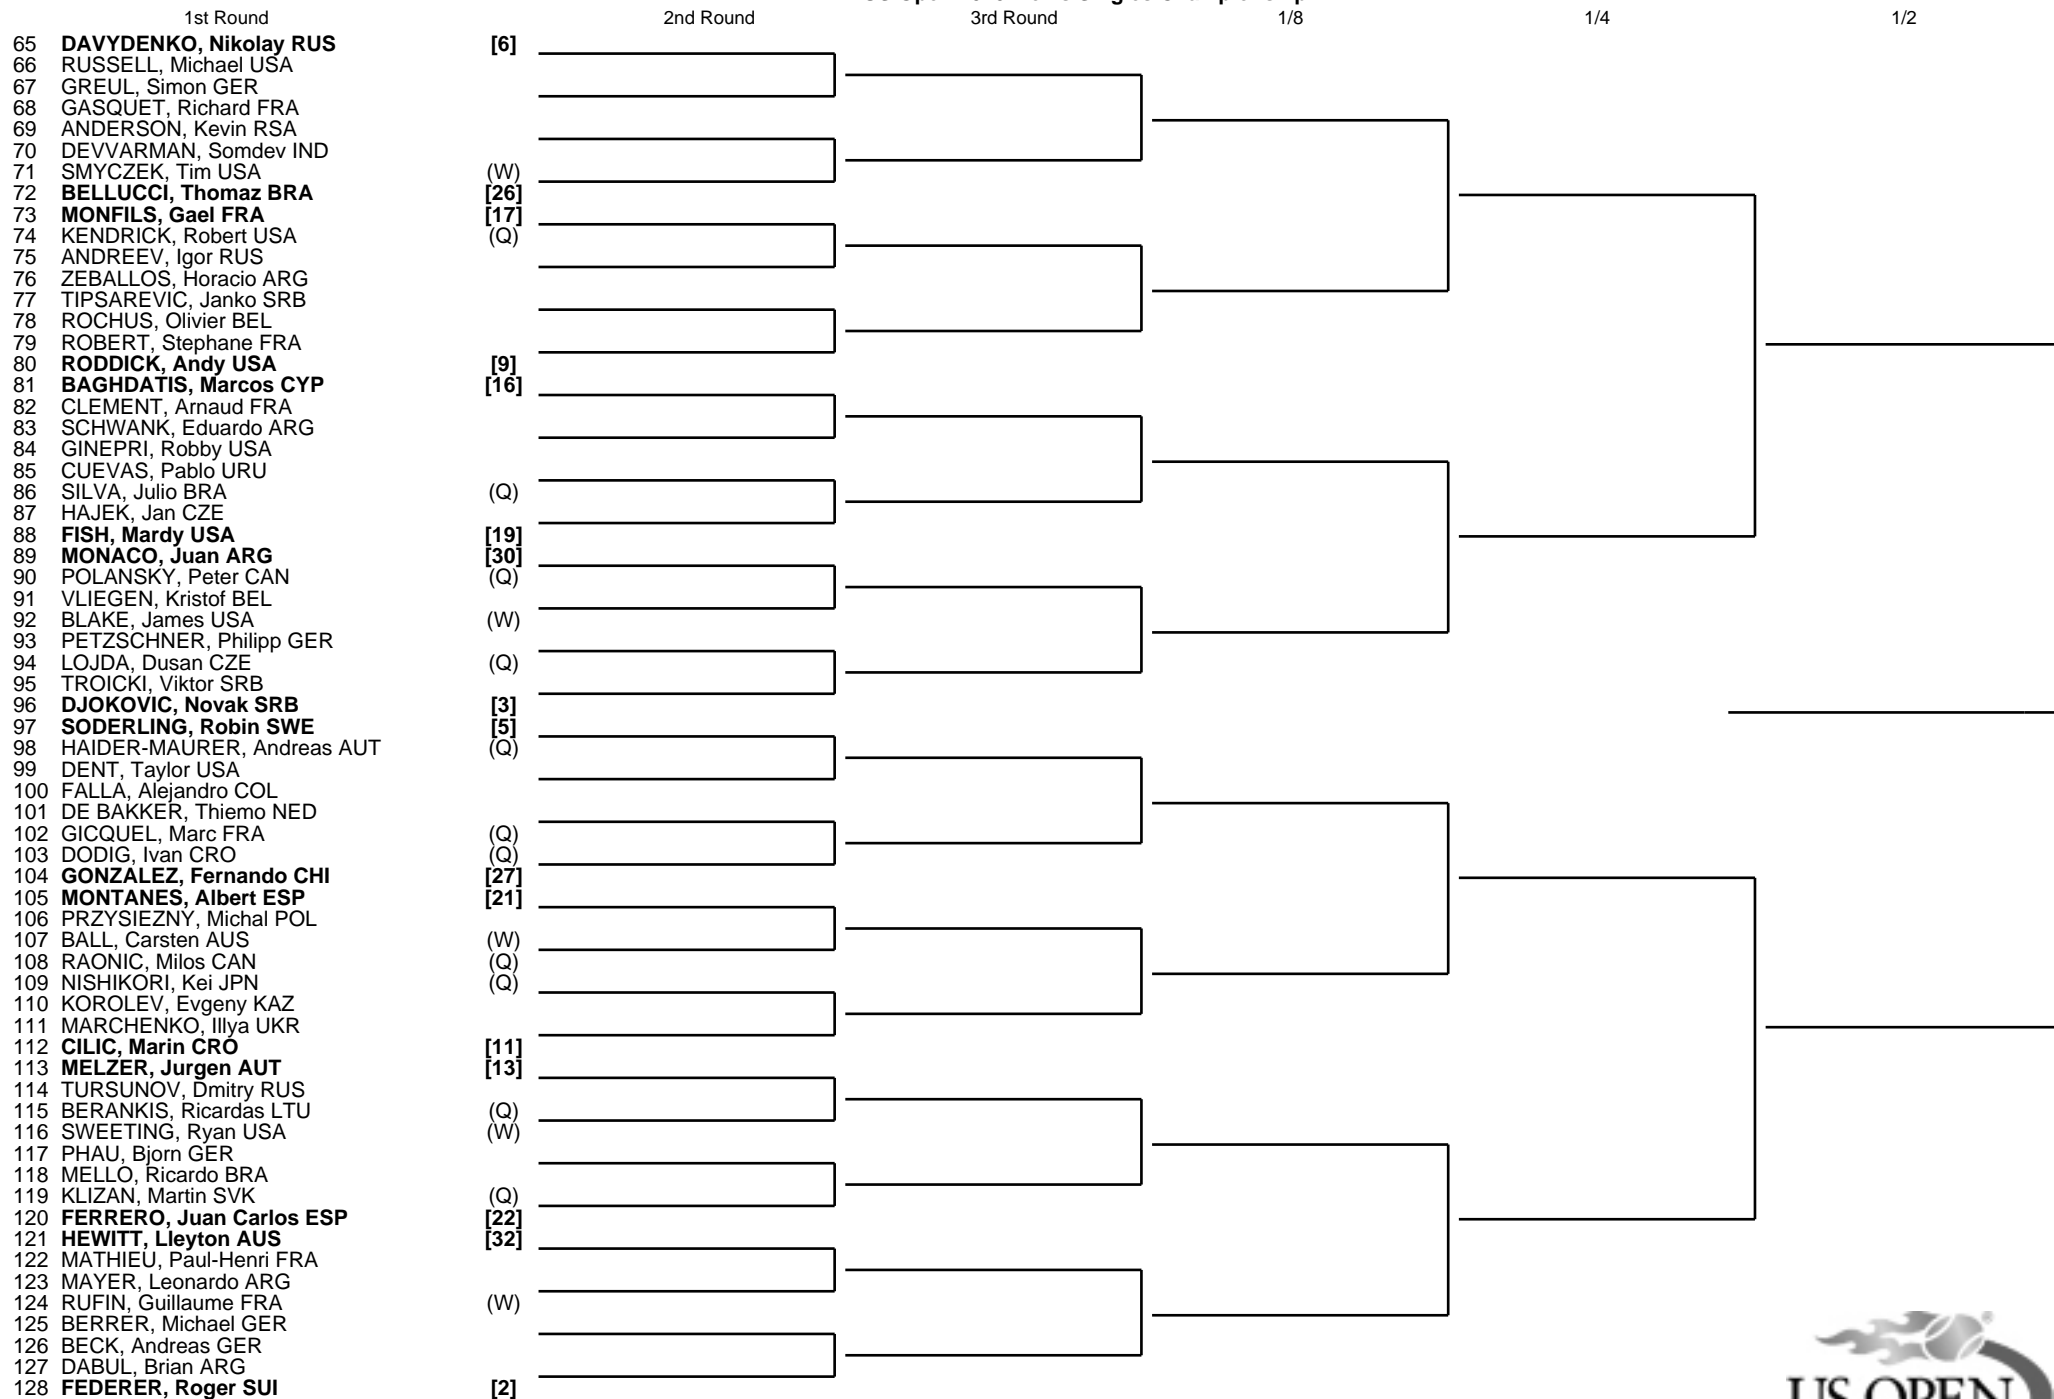 1st Round 2nd Round 3rd Round 1/8 1/4 1/2
65 DAVYDENKO, Nikolay RUS [6]
66 RUSSELL, Michael USA
67 GREUL, Simon GER
68 GASQUET, Richard FRA
69 ANDERSON, Kevin RSA
70 DEVVARMAN, Somdev IND
71 SMYCZEK, Tim USA (W)
72 BELLUCCI, Thomaz BRA [26]
73 MONFILS, Gael FRA [17]
74 KENDRICK, Robert USA (Q)
75 ANDREEV, Igor RUS
76 ZEBALLOS, Horacio ARG
77 TIPSAREVIC, Janko SRB
78 ROCHUS, Olivier BEL
79 ROBERT, Stephane FRA
80 RODDICK, Andy USA [9]
81 BAGHDATIS, Marcos CYP [16]
82 CLEMENT, Arnaud FRA
83 SCHWANK, Eduardo ARG
84 GINEPRI, Robby USA
85 CUEVAS, Pablo URU
86 SILVA, Julio BRA (Q)
87 HAJEK, Jan CZE
88 FISH, Mardy USA [19]
89 MONACO, Juan ARG [30]
90 POLANSKY, Peter CAN (Q)
91 VLIEGEN, Kristof BEL
92 BLAKE, James USA (W)
93 PETZSCHNER, Philipp GER
94 LOJDA, Dusan CZE (Q)
95 TROICKI, Viktor SRB
96 DJOKOVIC, Novak SRB [3]
97 SODERLING, Robin SWE [5]
98 HAIDER-MAURER, Andreas AUT (Q)
99 DENT, Taylor USA
100 FALLA, Alejandro COL
101 DE BAKKER, Thiemo NED
102 GICQUEL, Marc FRA (Q)
103 DODIG, Ivan CRO (Q)
104 GONZALEZ, Fernando CHI [27]
105 MONTANES, Albert ESP [21]
106 PRZYSIEZNY, Michal POL
107 BALL, Carsten AUS (W)
108 RAONIC, Milos CAN (Q)
109 NISHIKORI, Kei JPN (Q)
110 KOROLEV, Evgeny KAZ
111 MARCHENKO, Illya UKR
112 CILIC, Marin CRO [11]
113 MELZER, Jurgen AUT [13]
114 TURSUNOV, Dmitry RUS
115 BERANKIS, Ricardas LTU (Q)
116 SWEETING, Ryan USA (W)
117 PHAU, Bjorn GER
118 MELLO, Ricardo BRA
119 KLIZAN, Martin SVK (Q)
120 FERRERO, Juan Carlos ESP [22]
121 HEWITT, Lleyton AUS [32]
122 MATHIEU, Paul-Henri FRA
123 MAYER, Leonardo ARG
124 RUFIN, Guillaume FRA (W)
125 BERRER, Michael GER
126 BECK, Andreas GER
127 DABUL, Brian ARG
128 FEDERER, Roger SUI [2]
US OPEN